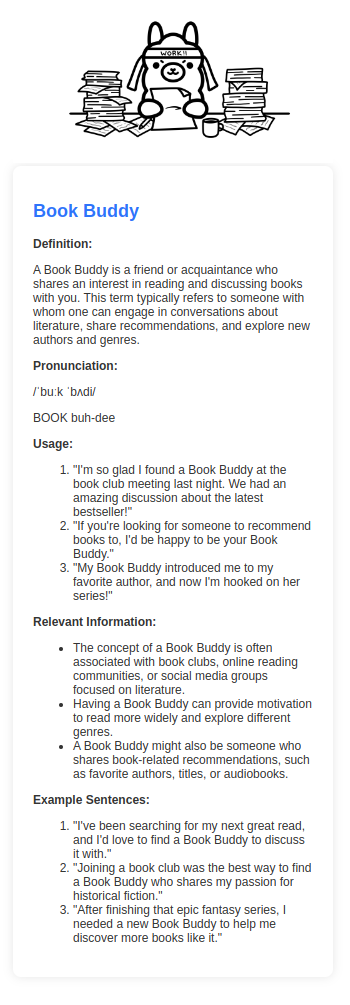 WORK!!
Book Buddy
Definition:
A Book Buddy is a friend or acquaintance who
shares an interest in reading and discussing books
with you. This term typically refers to someone with
whom one can engage in conversations about
literature, share recommendations, and explore new
authors and genres.
Pronunciation:
/ˈbuːk ˈbʌdi/
BOOK buh-dee
Usage:
1. "I'm so glad I found a Book Buddy at the
book club meeting last night. We had an
amazing discussion about the latest
bestseller!"
2. "If you're looking for someone to recommend
books to, I'd be happy to be your Book
Buddy."
3. "My Book Buddy introduced me to my
favorite author, and now I'm hooked on her
series!"
Relevant Information:
• The concept of a Book Buddy is often
associated with book clubs, online reading
communities, or social media groups
focused on literature.
• Having a Book Buddy can provide motivation
to read more widely and explore different
genres.
• A Book Buddy might also be someone who
shares book-related recommendations, such
as favorite authors, titles, or audiobooks.
Example Sentences:
1. "I've been searching for my next great read,
and I'd love to find a Book Buddy to discuss
it with."
2. "Joining a book club was the best way to find
a Book Buddy who shares my passion for
historical fiction."
3. "After finishing that epic fantasy series, I
needed a new Book Buddy to help me
discover more books like it."